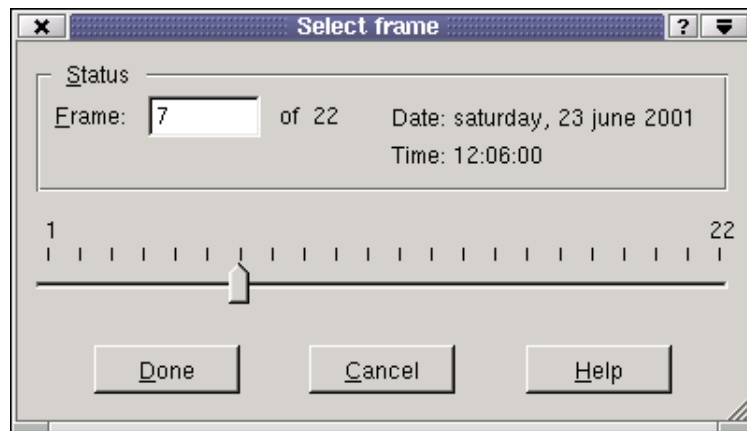 Select frame
?
Status
Frame: 7 of 22
Date: saturday, 23 june 2001
Time: 12:06:00
1 22
Done Cancel Help